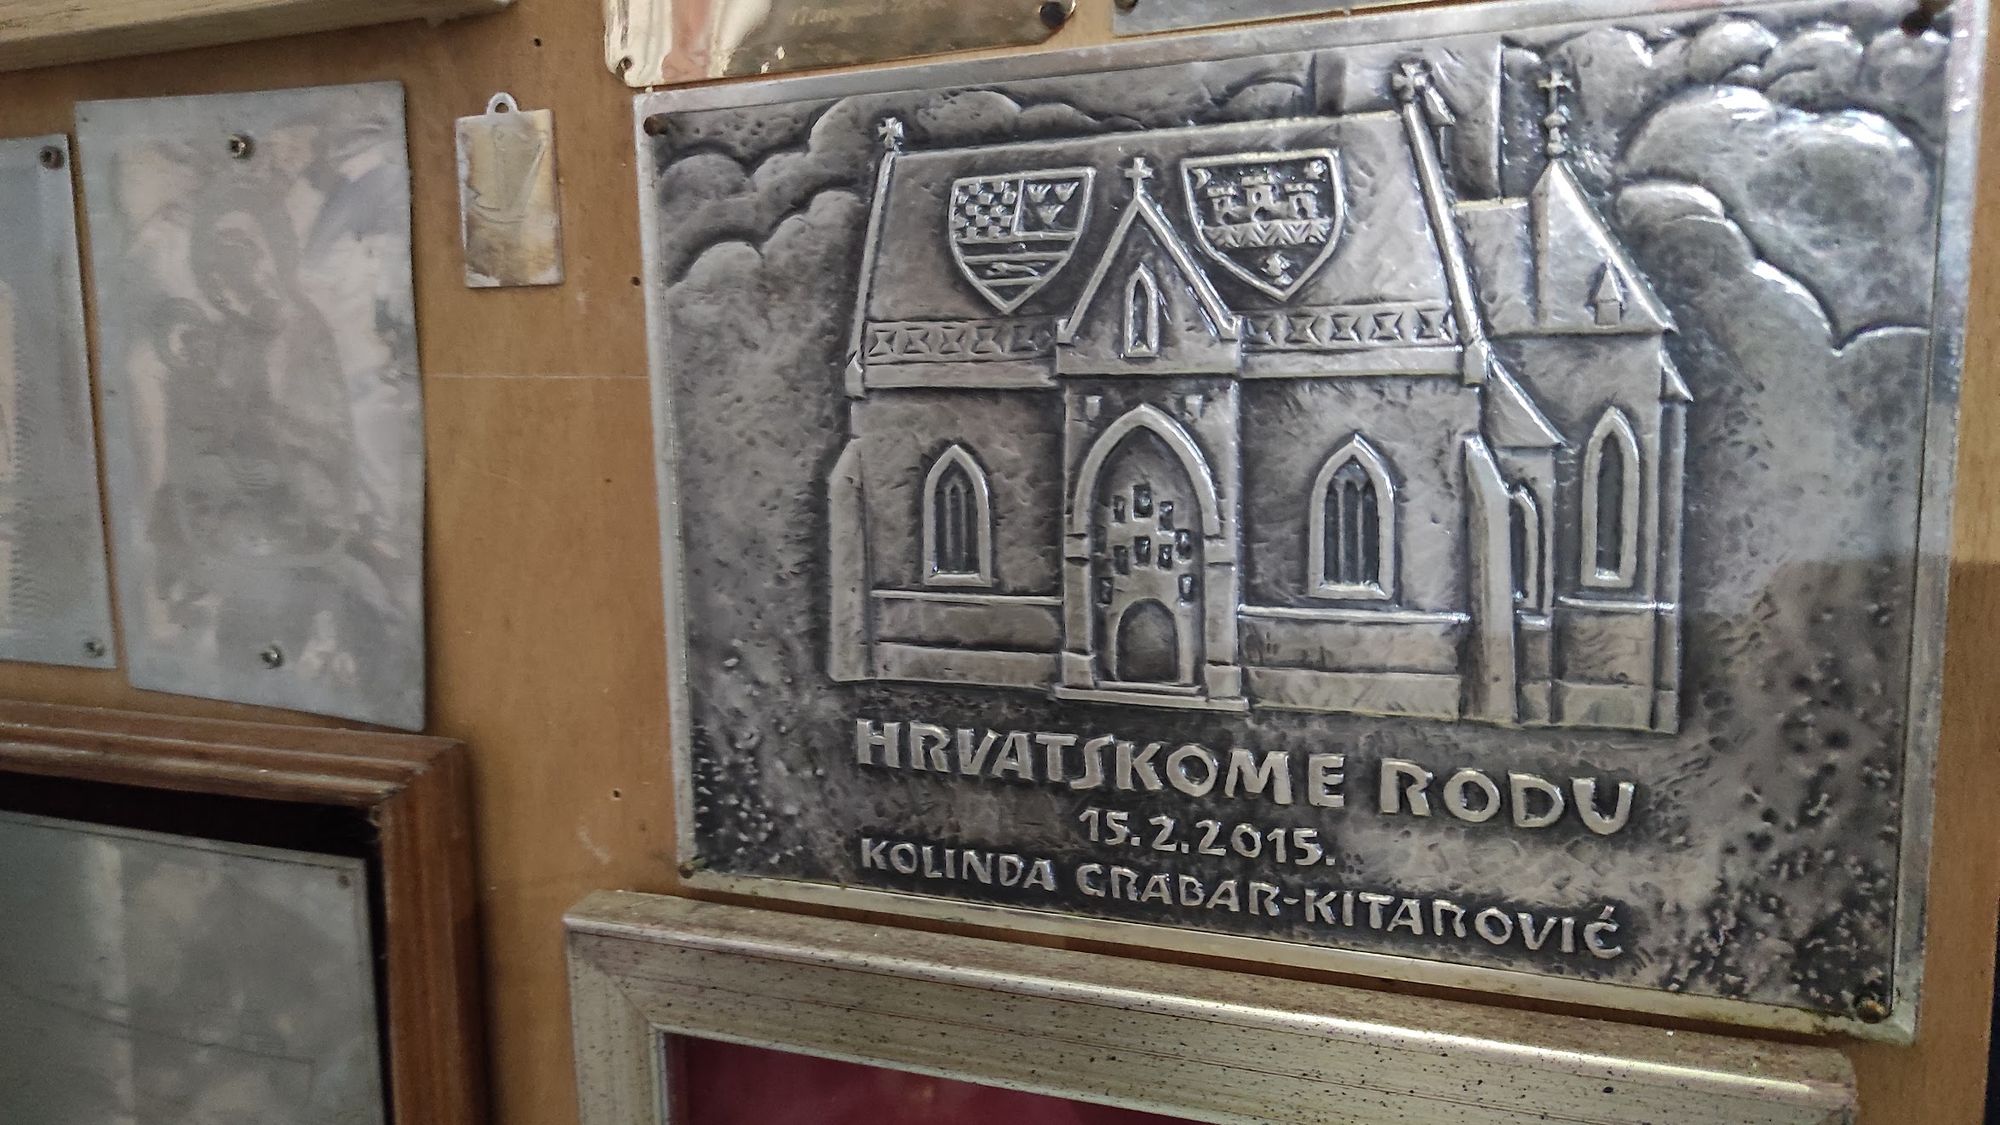 HRVATSKOME RODU
15.2.2015.
KOLINDA GRABAR-KITAROVIĆ